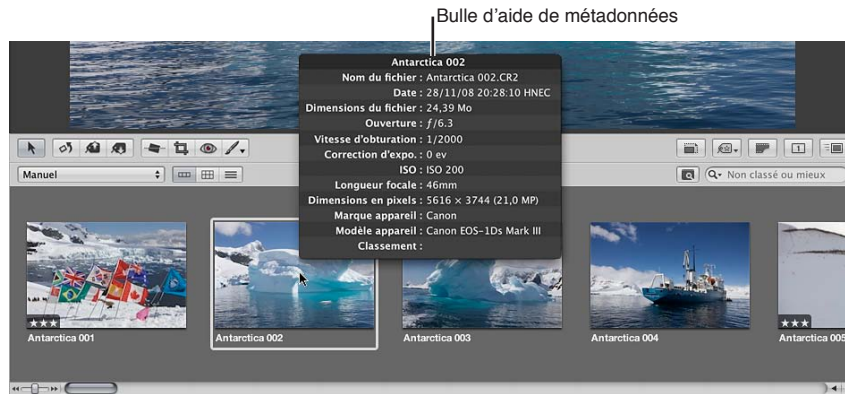 Bulle d’aide de métadonnées
Antarctica 002
Nom du fichier : Antarctica 002.CR2
Date : 28/11/08 20:28:10 HNEC
Dimensions du fichier : 24,39 Mo
Ouverture : ƒ/6.3
Vitesse d'obturation : 1/2000
Correction d'expo. : 0 ev
ISO : ISO 200
Longueur focale : 46mm
Dimensions en pixels : 5616 × 3744 (21,0 MP)
Marque appareil : Canon
Modèle appareil : Canon EOS-1Ds Mark III
Classement :
1
Manuel
Non classé ou mieux
Antarctica 001
Antarctica 002
Antarctica 003
Antarctica 004
Antarctica 005